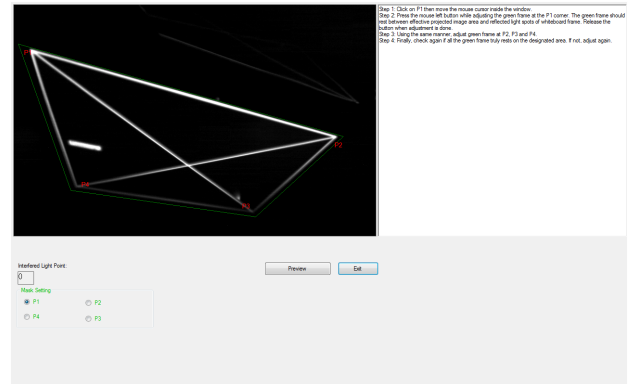 Step 1: Click on P1 then move the mouse cursor inside the window.
Step 2: Press the mouse left button while adjusting the green frame at the P1 corner. The green frame should
rest between effective projected image area and reflected light spots of whiteboard frame. Release the
button when adjustment is done.
Step 3: Using the same manner, adjust green frame at P2, P3 and P4.
Step 4: Finally, check again if all the green frame truly rests on the designated area. If not, adjust again.
P1
P2
P4
P3
Interfered Light Point:
0
Preview
Exit
Mask Setting
P1
P2
P4
P3